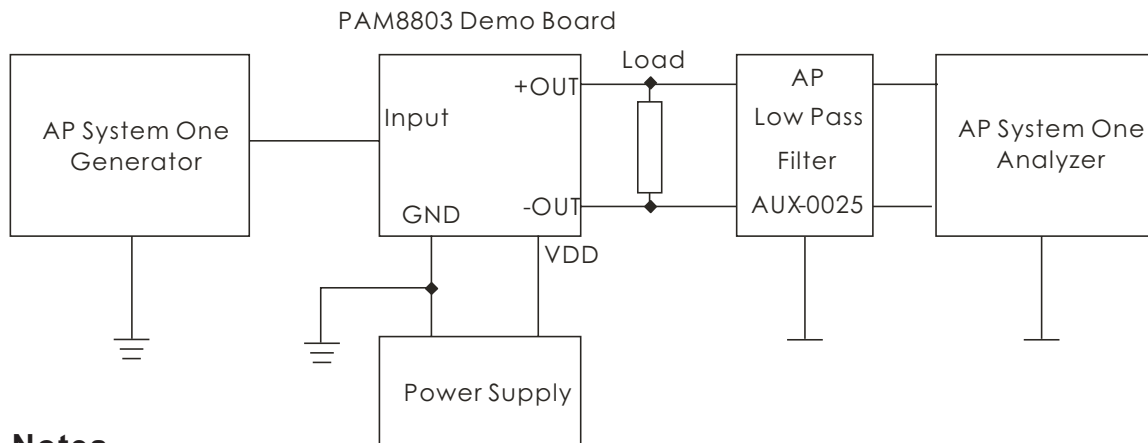 PAM8803 Demo Board
AP System One
Generator
Input
+OUT
-OUT
GND
VDD
Load
AP
Low Pass
Filter
AUX-0025
AP System One
Analyzer
Power Supply
Notes